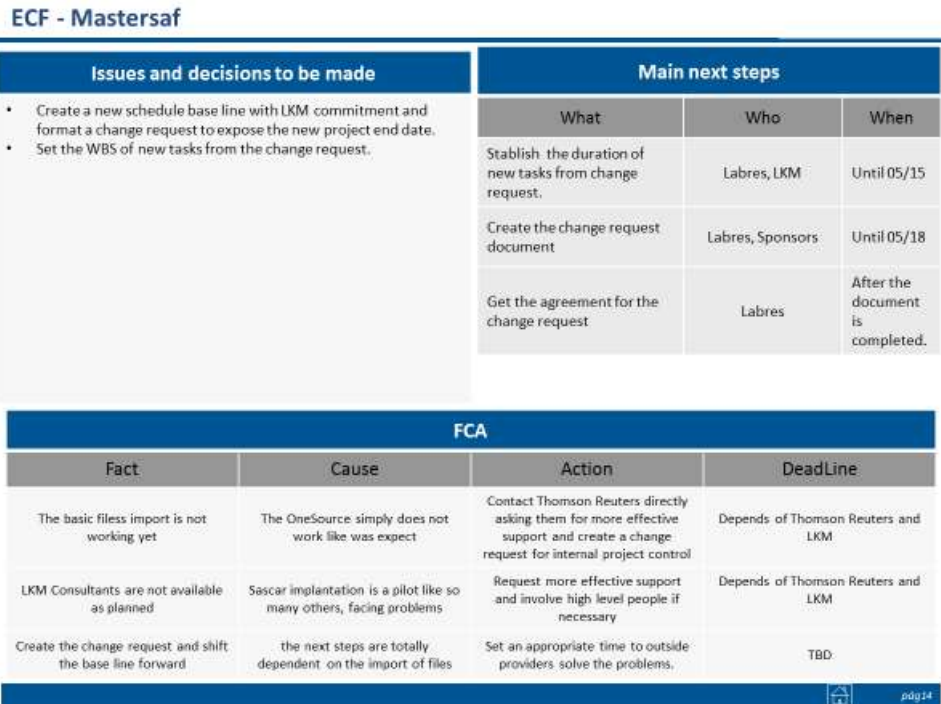 ECF - Mastersaf
Issues and decisions to be made
• Create a new schedule base line with LKM commitment and
format a change request to expose the new project end date.
• Set the WBS of new tasks from the change request.
Main next steps
What
Who
When
Stablish the duration of
new tasks from change
request.
Labres, LKM
Until 05/15
Create the change request
document
Labres, Sponsors
Until 05/18
Get the agreement for the
change request
Labres
After the
document
is
completed.
FCA
Fact
Cause
Action
DeadLine
The basic filess import is not
working yet
The OneSource simply does not
work like was expect
Contact Thomson Reuters directly
asking them for more effective
support and create a change
request for internal project control
Depends of Thomson Reuters and
LKM
LKM Consultants are not available
as planned
Sascar implantation is a pilot like so
many others, facing problems
Request more effective support
and involve high level people if
necessary
Depends of Thomson Reuters and
LKM
Create the change request and shift
the base line forward
the next steps are totally
dependent on the import of files
Set an appropriate time to outside
providers solve the problems.
TBD
pág14